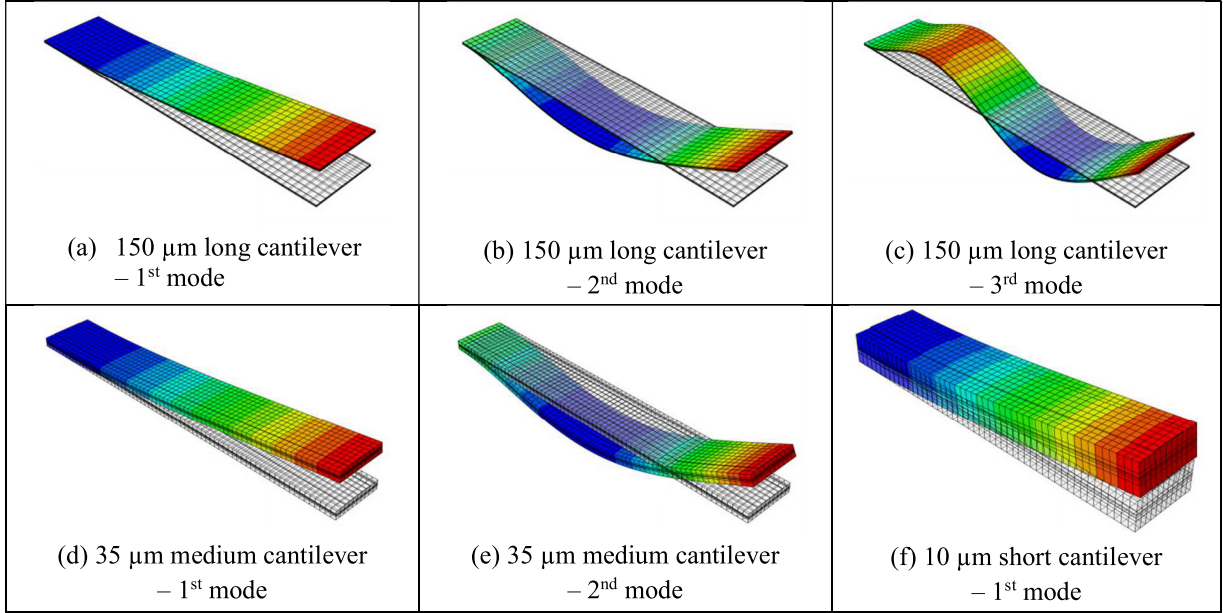 (a) 150 µm long cantilever
– 1st mode
(b) 150 µm long cantilever
– 2nd mode
(c) 150 µm long cantilever
– 3rd mode
(d) 35 µm medium cantilever
– 1st mode
(e) 35 µm medium cantilever
– 2nd mode
(f) 10 µm short cantilever
– 1st mode